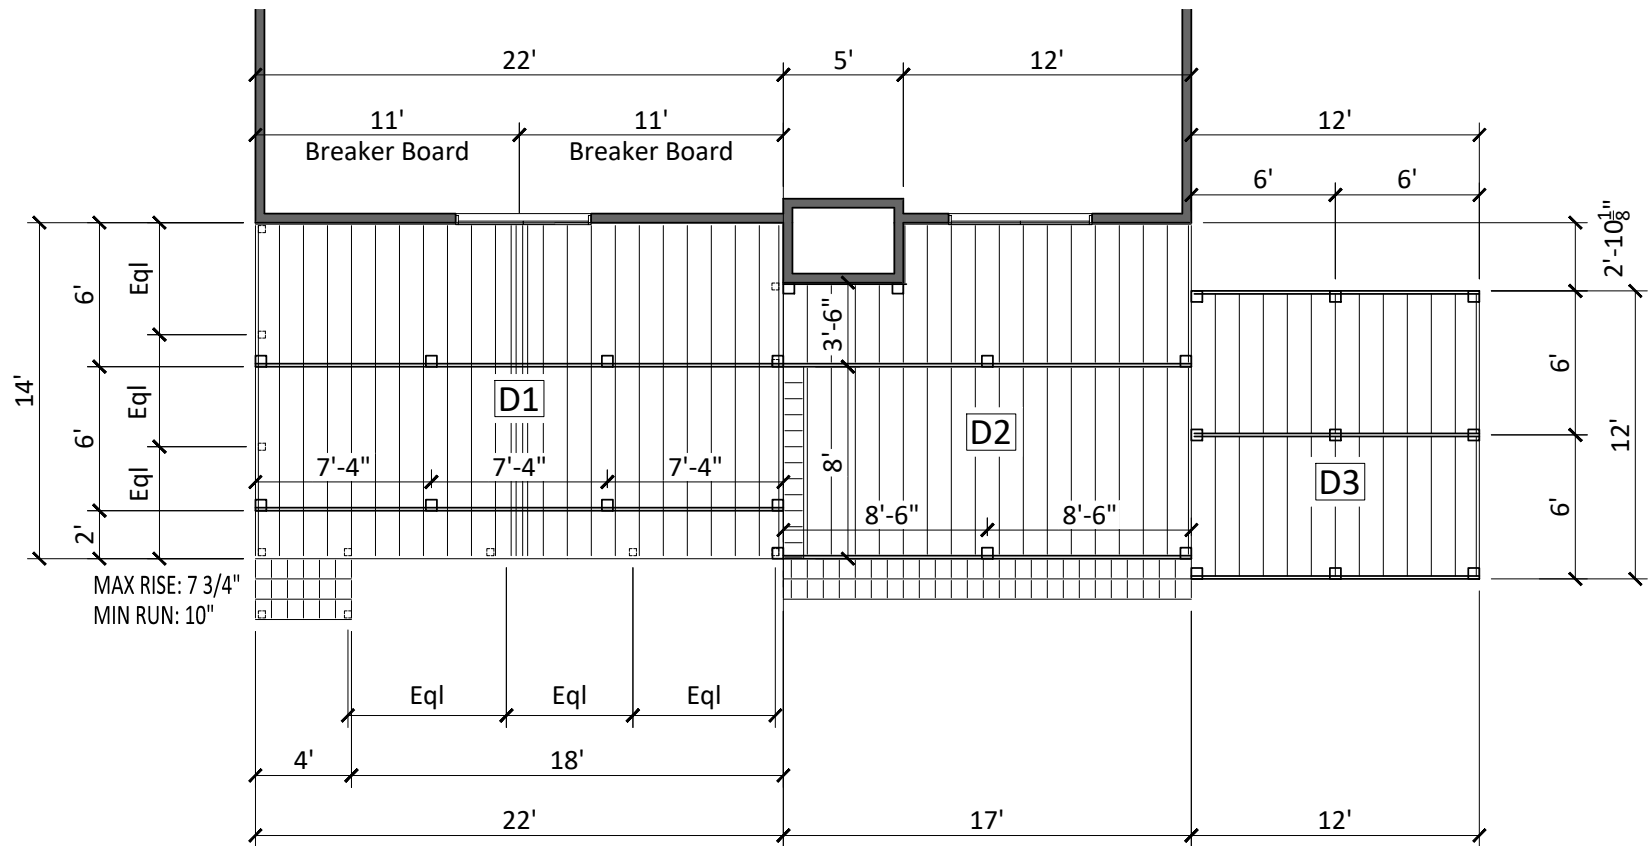 22'
5'
12'
11'
11'
12'
Breaker Board
Breaker Board
6'
6'
2'-10 1/8"
14'
6'
Eql
3'-6"
6'
12'
D1
6'
Eql
D2
7'-4"
7'-4"
7'-4"
8'
D3
Eql
8'-6"
8'-6"
6'
2'
MAX RISE: 7 3/4"
MIN RUN: 10"
Eql
Eql
Eql
4'
18'
22'
17'
12'